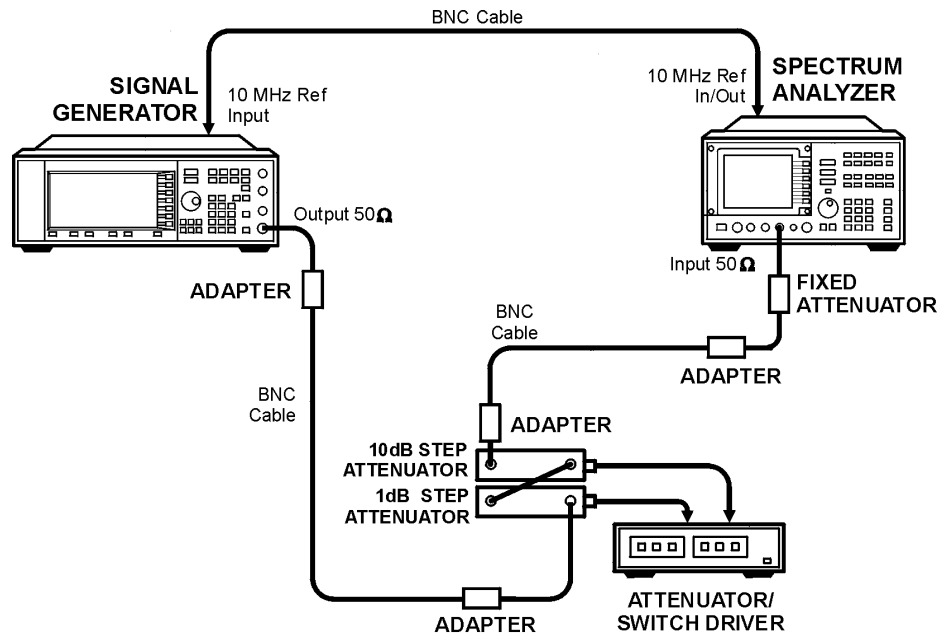 BNC Cable
SIGNAL
GENERATOR
10 MHz Ref
Input
10 MHz Ref
In/Out
SPECTRUM
ANALYZER
Output 50Ω
Input 50Ω
ADAPTER
FIXED
ATTENUATOR
BNC
Cable
ADAPTER
BNC
Cable
ADAPTER
10dB STEP
ATTENUATOR
1dB STEP
ATTENUATOR
ADAPTER
ATTENUATOR/
SWITCH DRIVER